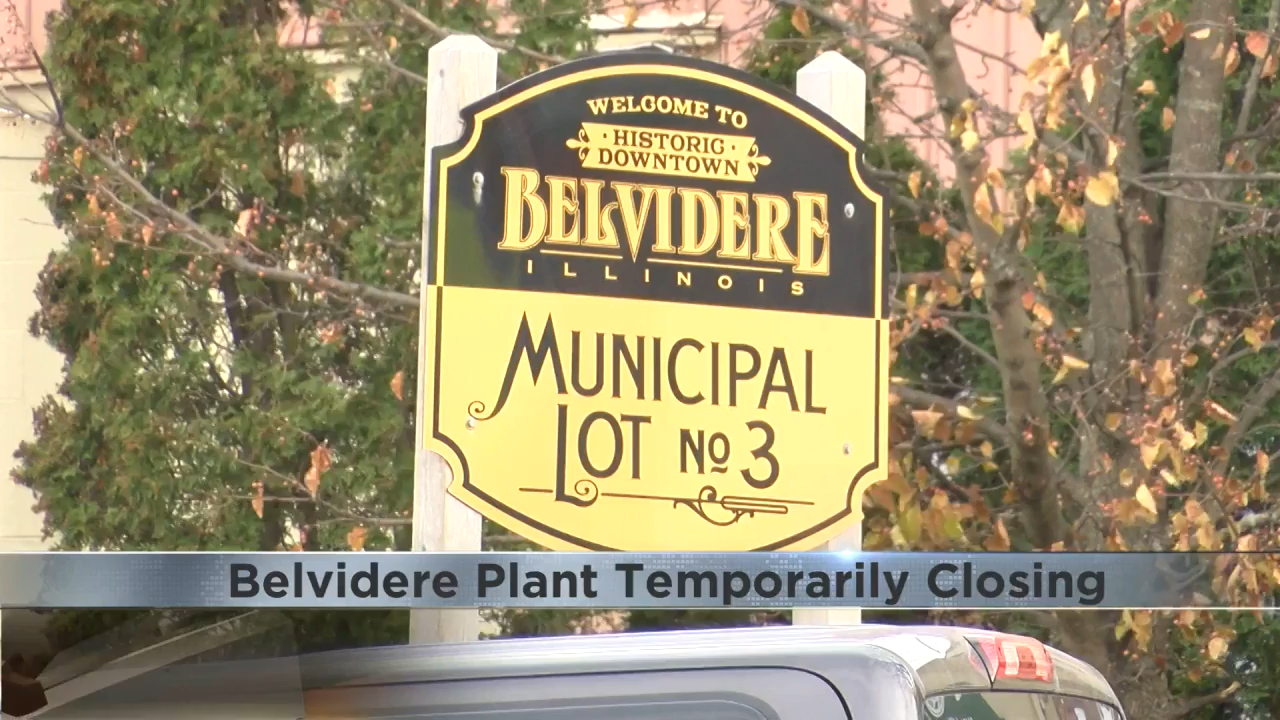 WELCOME TO
· HISTORIC ·
DOWNTOWN
BELVIDERE
ILLINOIS
MUNICIPAL
LOT No 3
Belvidere Plant Temporarily Closing